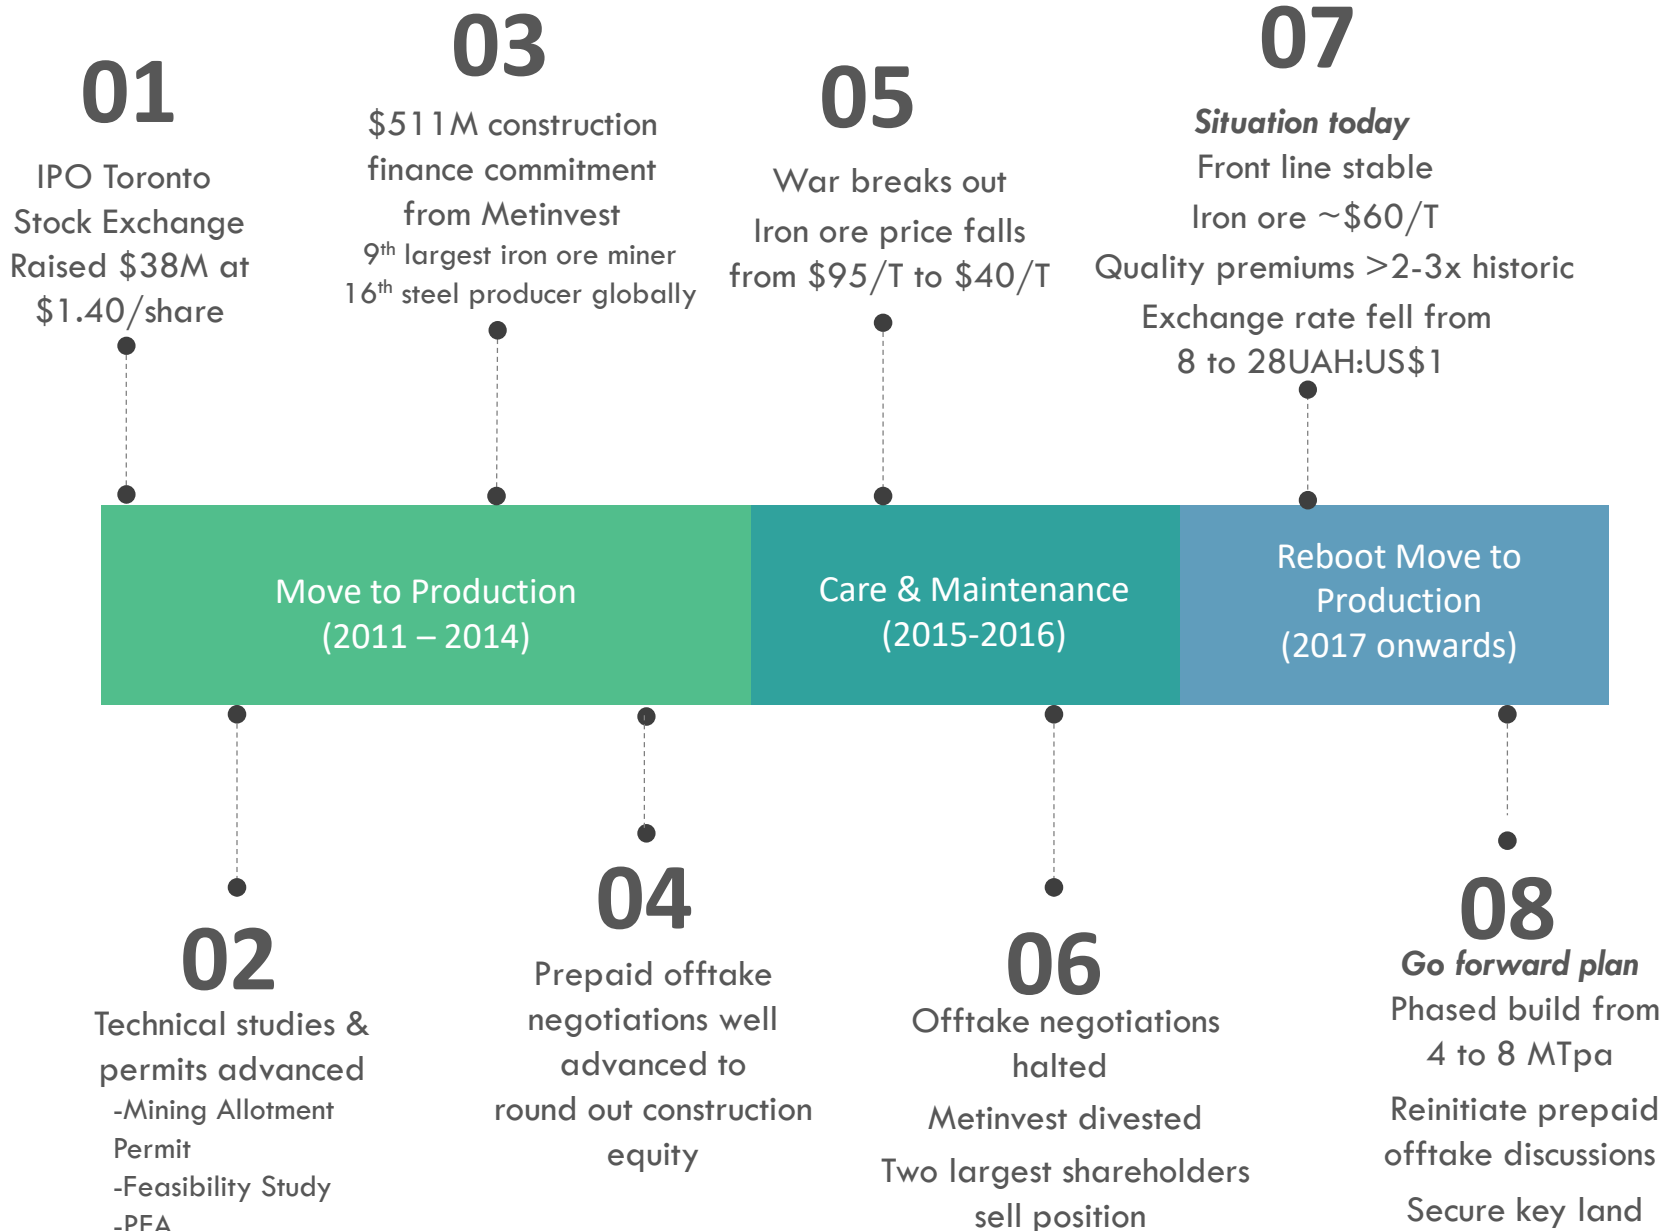 01
IPO Toronto
Stock Exchange
Raised $38M at
$1.40/share
03
$511M construction
finance commitment
from Metinvest
9th largest iron ore miner
16th steel producer globally
05
War breaks out
Iron ore price falls
from $95/T to $40/T
07
Situation today
Front line stable
Iron ore ~$60/T
Quality premiums >2-3x historic
Exchange rate fell from
8 to 28UAH:US$1
Move to Production
(2011 – 2014)
Care & Maintenance
(2015-2016)
Reboot Move to
Production
(2017 onwards)
02
Technical studies &
permits advanced
-Mining Allotment
Permit
-Feasibility Study
04
Prepaid offtake
negotiations well
advanced to
round out construction
equity
06
Offtake negotiations
halted
Metinvest divested
Two largest shareholders
sell position
08
Go forward plan
Phased build from
4 to 8 MTpa
Reinitiate prepaid
offtake discussions
Secure key land